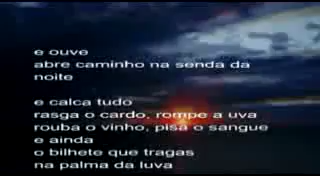 e ouve
abre caminho na senda da
noite
e calca tudo
rasga o cardo, rompe a uva
rouba o vinho, pisa o sangue
e ainda
o bilhete que tragas
na palma da luva